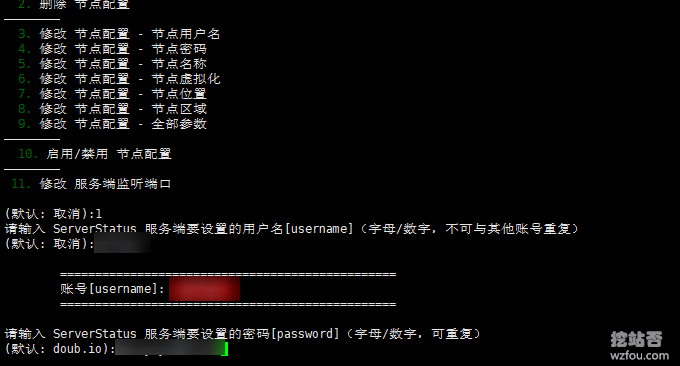 2. 删除 节点配置
————————
3. 修改 节点配置 - 节点用户名
4. 修改 节点配置 - 节点密码
5. 修改 节点配置 - 节点名称
6. 修改 节点配置 - 节点虚拟化
7. 修改 节点配置 - 节点位置
8. 修改 节点配置 - 节点区域
9. 修改 节点配置 - 全部参数
————————
10. 启用/禁用 节点配置
————————
11. 修改 服务端监听端口
(默认: 取消):1
请输入 ServerStatus 服务端要设置的用户名[username]（字母/数字, 不可与其他账号重复）
(默认: 取消):
================================================
账号[username]:
================================================
请输入 ServerStatus 服务端要设置的密码[password]（字母/数字, 可重复）
(默认: doub.io):
挖站否
wzfou.com